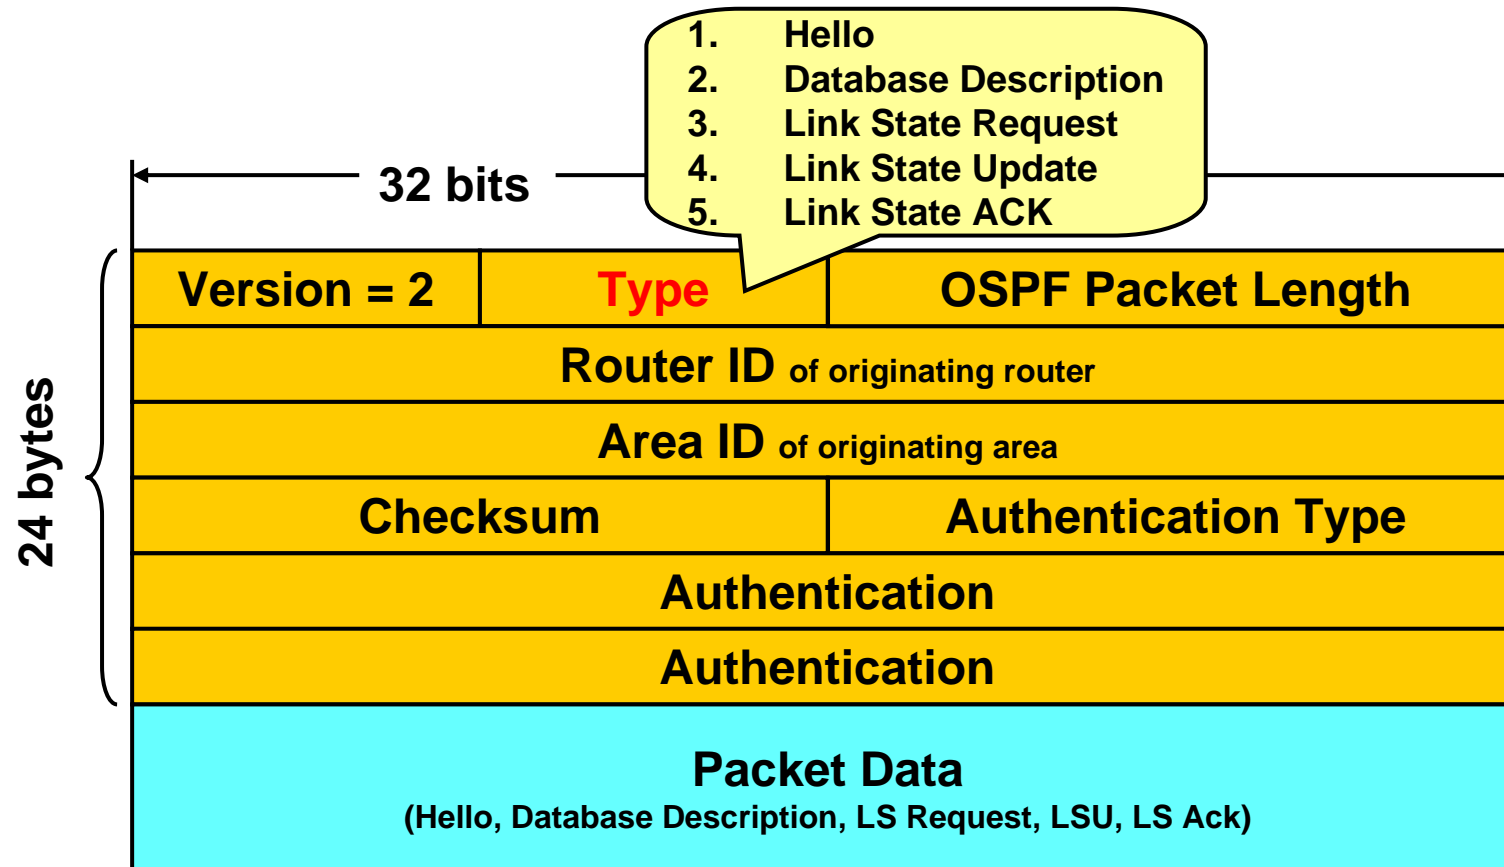 1. Hello
2. Database Description
3. Link State Request
4. Link State Update
5. Link State ACK
32 bits
Version = 2 Type OSPF Packet Length
Router ID of originating router
Area ID of originating area
Checksum Authentication Type
Authentication
Authentication
24 bytes
Packet Data
(Hello, Database Description, LS Request, LSU, LS Ack)